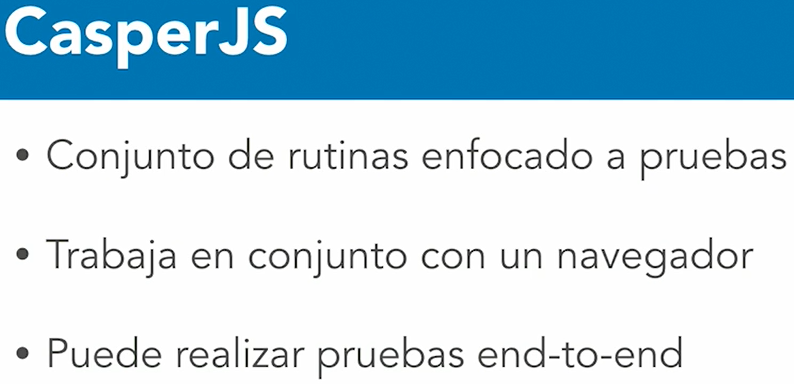 CasperJS
• Conjunto de rutinas enfocado a pruebas
• Trabaja en conjunto con un navegador
• Puede realizar pruebas end-to-end